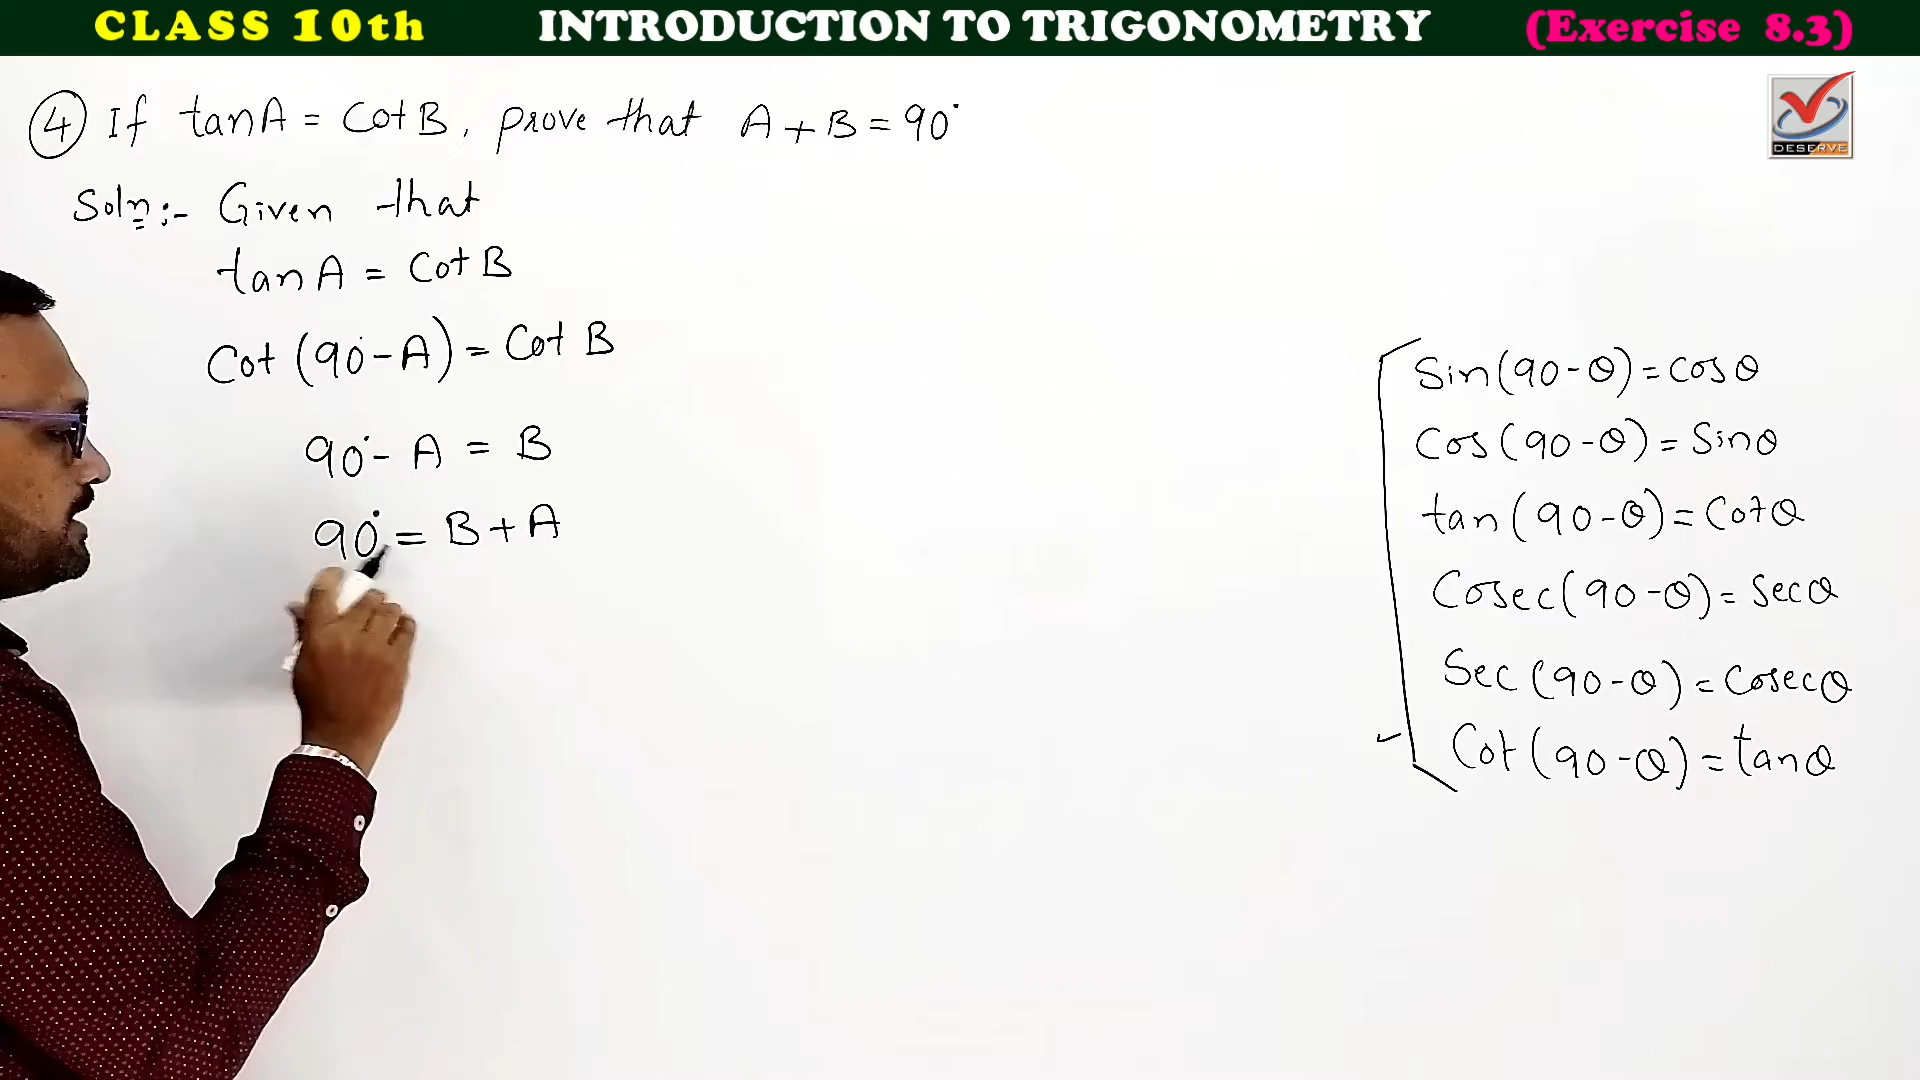 CLASS 10th INTRODUCTION TO TRIGONOMETRY (Exercise 8.3)
DESERVE
④ If tanA = CotB, prove that A + B = 90°
Soln:- Given that
tanA = CotB
Cot (90°-A) = Cot B
90° - A = B
90° = B + A
Sin(90-θ) = cosθ
Cos(90-θ) = Sinθ
tan(90-θ) = Cotθ
Cosec(90-θ) = Secθ
Sec(90-θ) = Cosecθ
✓ Cot(90-θ) = tanθ